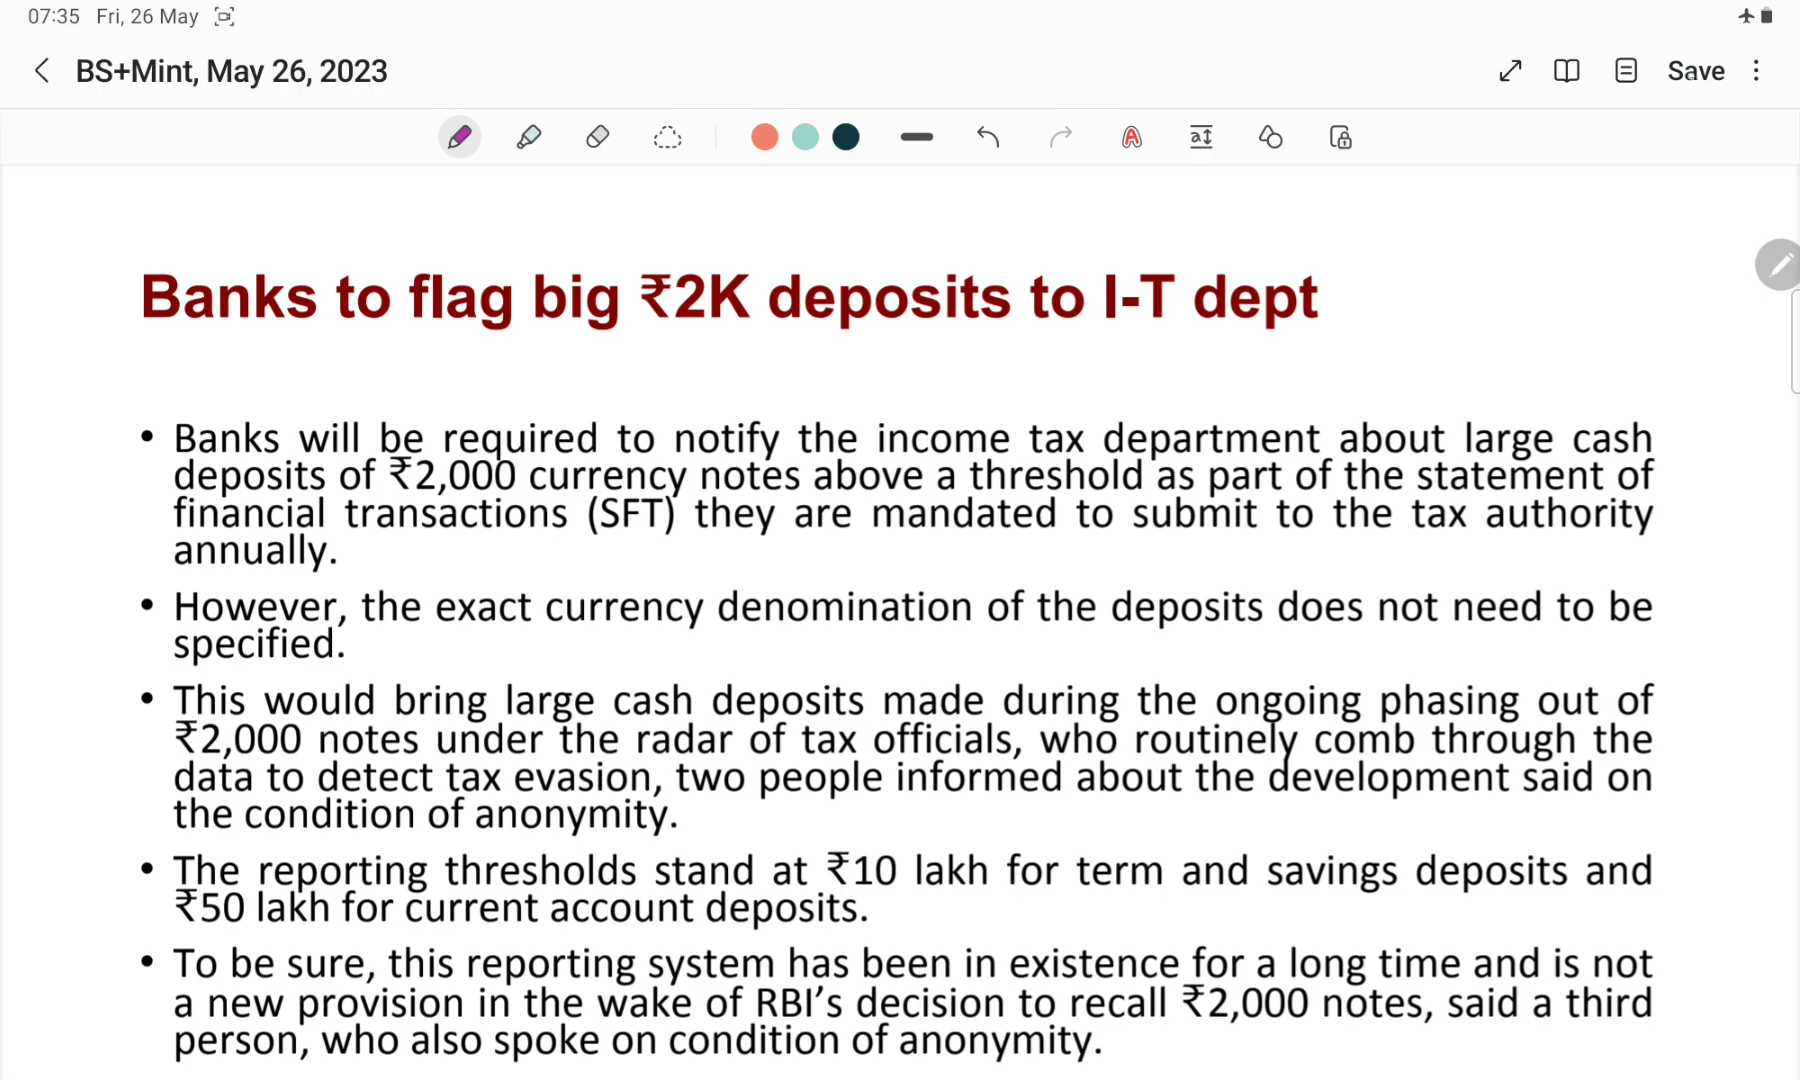 07:35 Fri, 26 May
BS+Mint, May 26, 2023
Save
Banks to flag big ₹2K deposits to I-T dept
• Banks will be required to notify the income tax department about large cash
deposits of ₹2,000 currency notes above a threshold as part of the statement of
financial transactions (SFT) they are mandated to submit to the tax authority
annually.
• However, the exact currency denomination of the deposits does not need to be
specified.
• This would bring large cash deposits made during the ongoing phasing out of
₹2,000 notes under the radar of tax officials, who routinely comb through the
data to detect tax evasion, two people informed about the development said on
the condition of anonymity.
• The reporting thresholds stand at ₹10 lakh for term and savings deposits and
₹50 lakh for current account deposits.
• To be sure, this reporting system has been in existence for a long time and is not
a new provision in the wake of RBI’s decision to recall ₹2,000 notes, said a third
person, who also spoke on condition of anonymity.